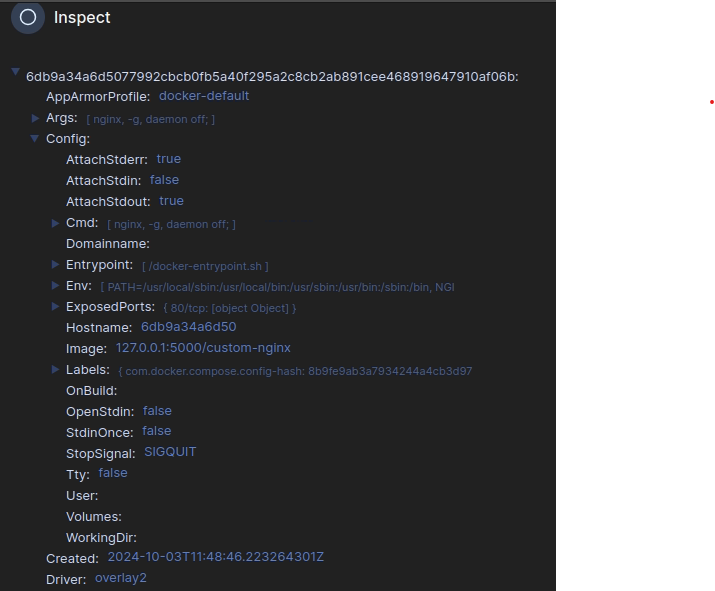 Inspect
6db9a34a6d5077992cbcb0fb5a40f295a2c8cb2ab891cee468919647910af06b:
AppArmorProfile: docker-default
Args: [ nginx, -g, daemon off; ]
Config:
AttachStderr: true
AttachStdin: false
AttachStdout: true
Cmd: [ nginx, -g, daemon off; ]
Domainname:
Entrypoint: [ /docker-entrypoint.sh ]
Env: [ PATH=/usr/local/sbin:/usr/local/bin:/usr/sbin:/usr/bin:/sbin:/bin, NGI
ExposedPorts: { 80/tcp: [object Object] }
Hostname: 6db9a34a6d50
Image: 127.0.0.1:5000/custom-nginx
Labels: { com.docker.compose.config-hash: 8b9fe9ab3a7934244a4cb3d97
OnBuild:
OpenStdin: false
StdinOnce: false
StopSignal: SIGQUIT
Tty: false
User:
Volumes:
WorkingDir:
Created: 2024-10-03T11:48:46.223264301Z
Driver: overlay2